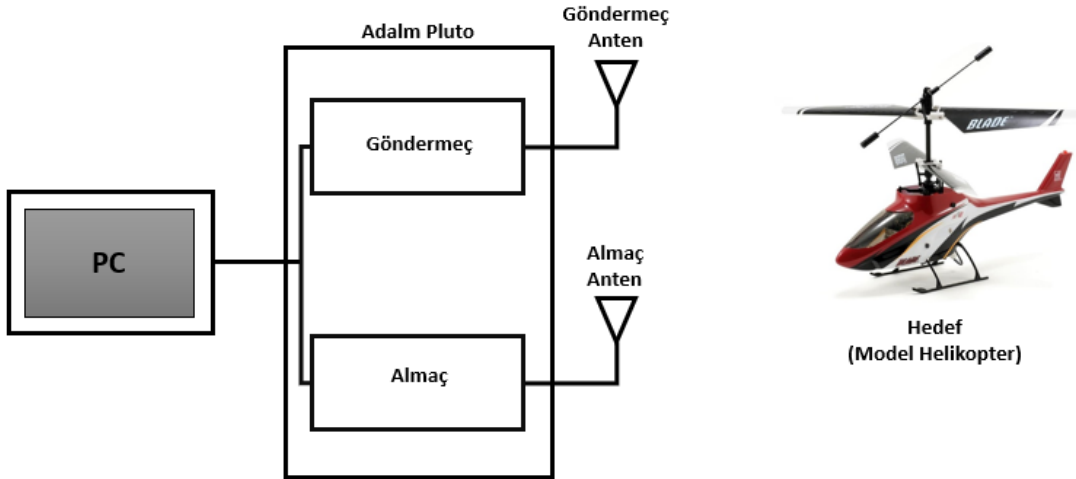 Adalm Pluto
Göndermeç
Anten
Göndermeç
PC
Almaç
Anten
Almaç
BLADE
Hedef
(Model Helikopter)